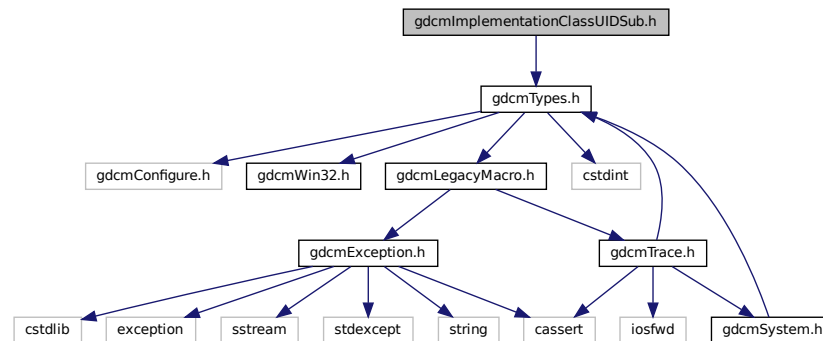 gdcmImplementationClassUIDSub.h
gdcmTypes.h
gdcmConfigure.h
gdcmWin32.h
gdcmLegacyMacro.h
cstdint
gdcmException.h
gdcmTrace.h
cstdlib
exception
sstream
stdexcept
string
cassert
iosfwd
gdcmSystem.h